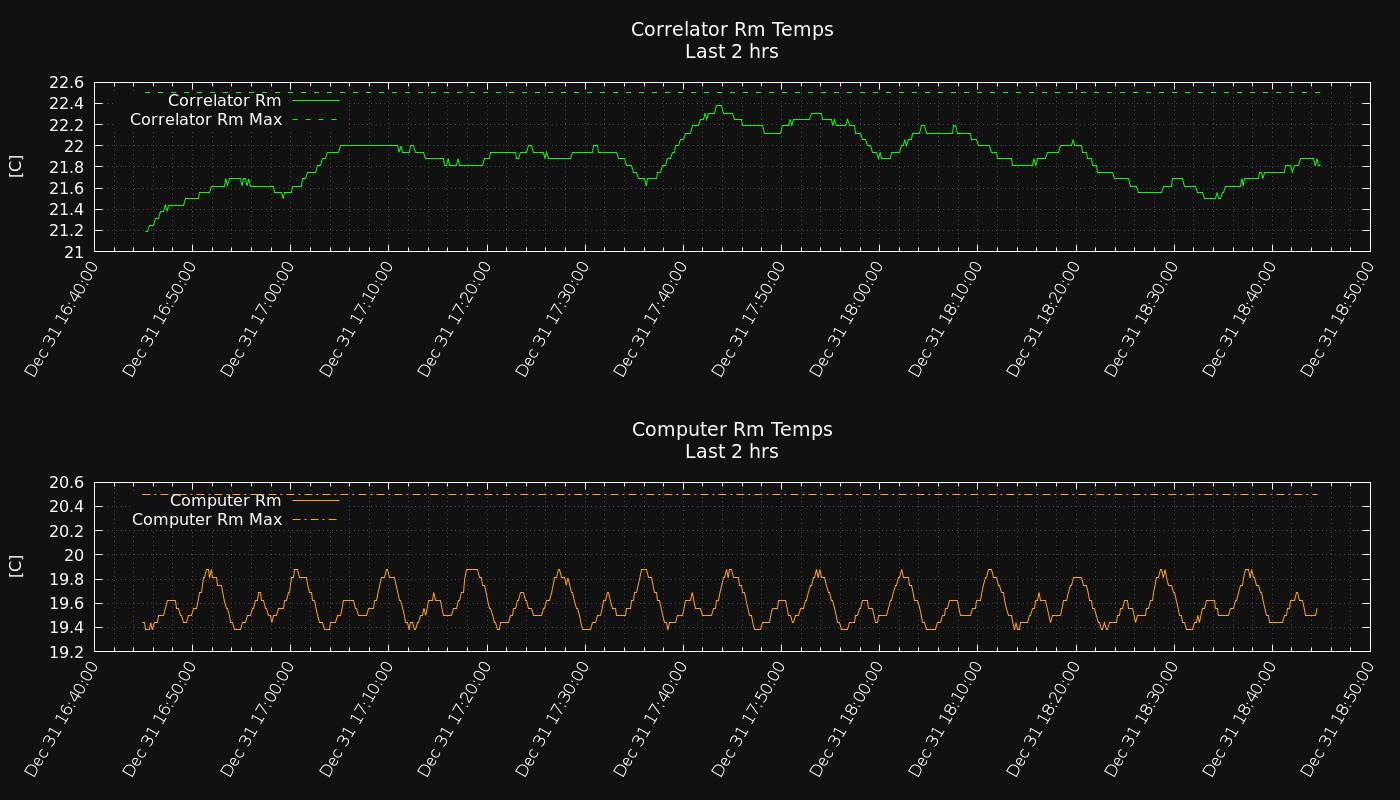 Correlator Rm Temps
Last 2 hrs
22.6
22.4
22.2
22
21.8
21.6
21.4
21.2
21
[C]
Correlator Rm
Correlator Rm Max
Dec 31 16:40:00
Dec 31 16:50:00
Dec 31 17:00:00
Dec 31 17:10:00
Dec 31 17:20:00
Dec 31 17:30:00
Dec 31 17:40:00
Dec 31 17:50:00
Dec 31 18:00:00
Dec 31 18:10:00
Dec 31 18:20:00
Dec 31 18:30:00
Dec 31 18:40:00
Dec 31 18:50:00
Computer Rm Temps
Last 2 hrs
20.6
20.4
20.2
20
19.8
19.6
19.4
19.2
[C]
Computer Rm
Computer Rm Max
Dec 31 16:40:00
Dec 31 16:50:00
Dec 31 17:00:00
Dec 31 17:10:00
Dec 31 17:20:00
Dec 31 17:30:00
Dec 31 17:40:00
Dec 31 17:50:00
Dec 31 18:00:00
Dec 31 18:10:00
Dec 31 18:20:00
Dec 31 18:30:00
Dec 31 18:40:00
Dec 31 18:50:00